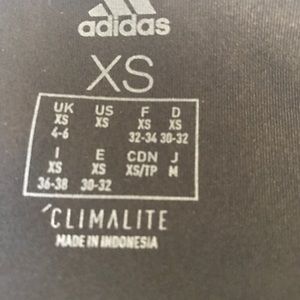 adidas
XS
UK US F D
XS XS XS XS
4-6 32-34 30-32
I E CDN J
XS XS XS/TP M
36-38 30-32
CLIMALITE
MADE IN INDONESIA